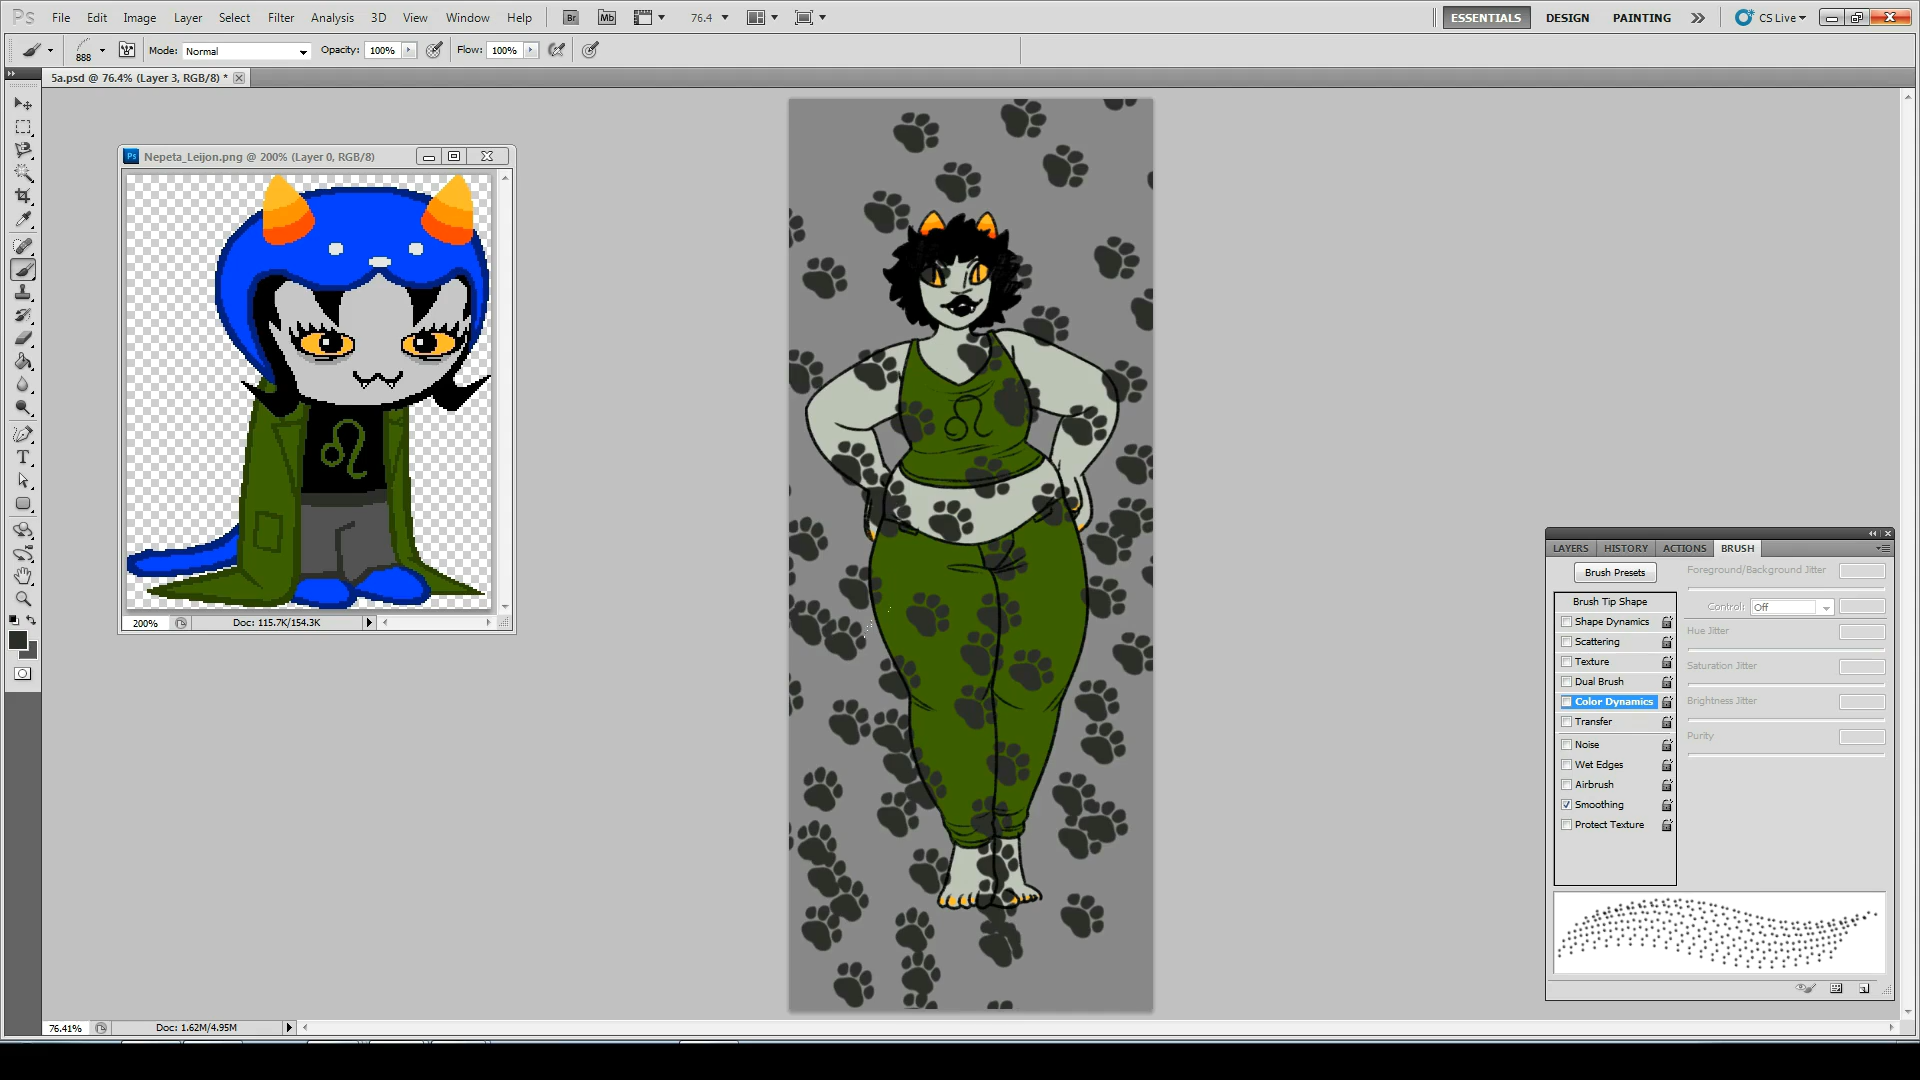 Ps File Edit Image Layer Select Filter Analysis 3D View Window Help Br Mb 76.4 ESSENTIALS DESIGN PAINTING CS Live
888 Mode: Normal Opacity: 100% Flow: 100%
5a.psd @ 76.4% (Layer 3, RGB/8) *
Ps Nepeta_Leijon.png @ 200% (Layer 0, RGB/8)
200% Doc: 115.7K/154.3K
T
LAYERS HISTORY ACTIONS BRUSH
Brush Presets
Foreground/Background Jitter
Brush Tip Shape
Control: Off
Shape Dynamics
Hue Jitter
Scattering
Texture
Saturation Jitter
Dual Brush
Color Dynamics
Brightness Jitter
Transfer
Purity
Noise
Wet Edges
Airbrush
Smoothing
Protect Texture
76.41% Doc: 1.62M/4.95M